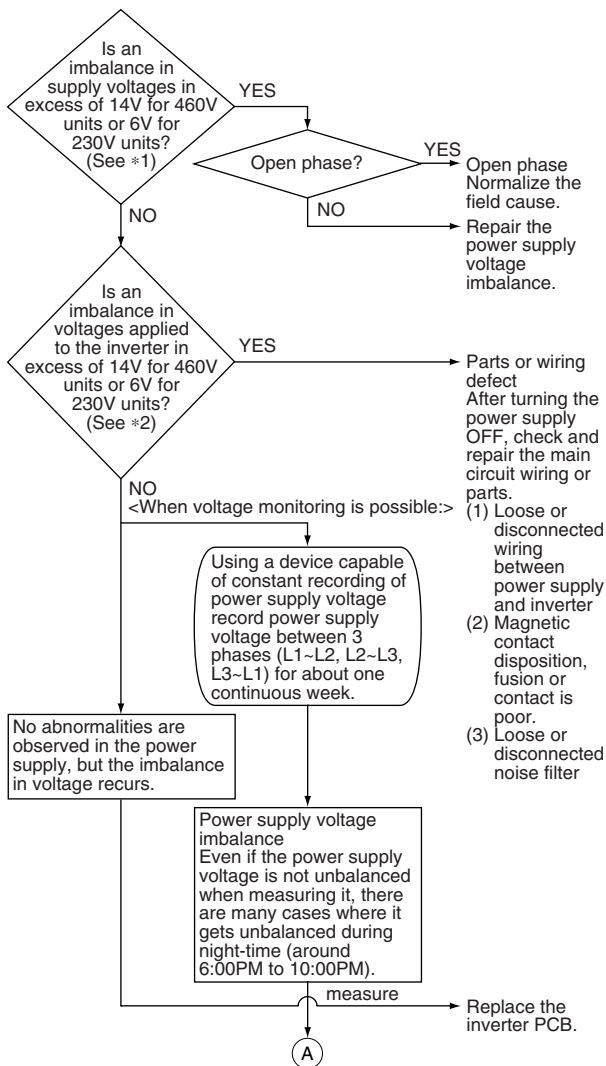 Is an
imbalance in
supply voltages in
excess of 14V for 460V
units or 6V for
230V units?
(See *1)
YES
Open phase?
YES
Open phase
Normalize the
field cause.
NO
NO
Repair the
power supply
voltage
imbalance.
Is an
imbalance in
voltages applied
to the inverter in
excess of 14V for 460V
units or 6V for
230V units?
(See *2)
YES
Parts or wiring
defect
After turning the
power supply
OFF, check and
repair the main
circuit wiring or
parts.
(1) Loose or
disconnected
wiring
between
power supply
and inverter
(2) Magnetic
contact
disposition,
fusion or
contact is
poor.
(3) Loose or
disconnected
noise filter
NO
<When voltage monitoring is possible:>
Using a device capable
of constant recording of
power supply voltage
record power supply
voltage between 3
phases (L1~L2, L2~L3,
L3~L1) for about one
continuous week.
No abnormalities are
observed in the power
supply, but the imbalance
in voltage recurs.
Power supply voltage
imbalance
Even if the power supply
voltage is not unbalanced
when measuring it, there
are many cases where it
gets unbalanced during
night-time (around
6:00PM to 10:00PM).
measure
Replace the
inverter PCB.
A